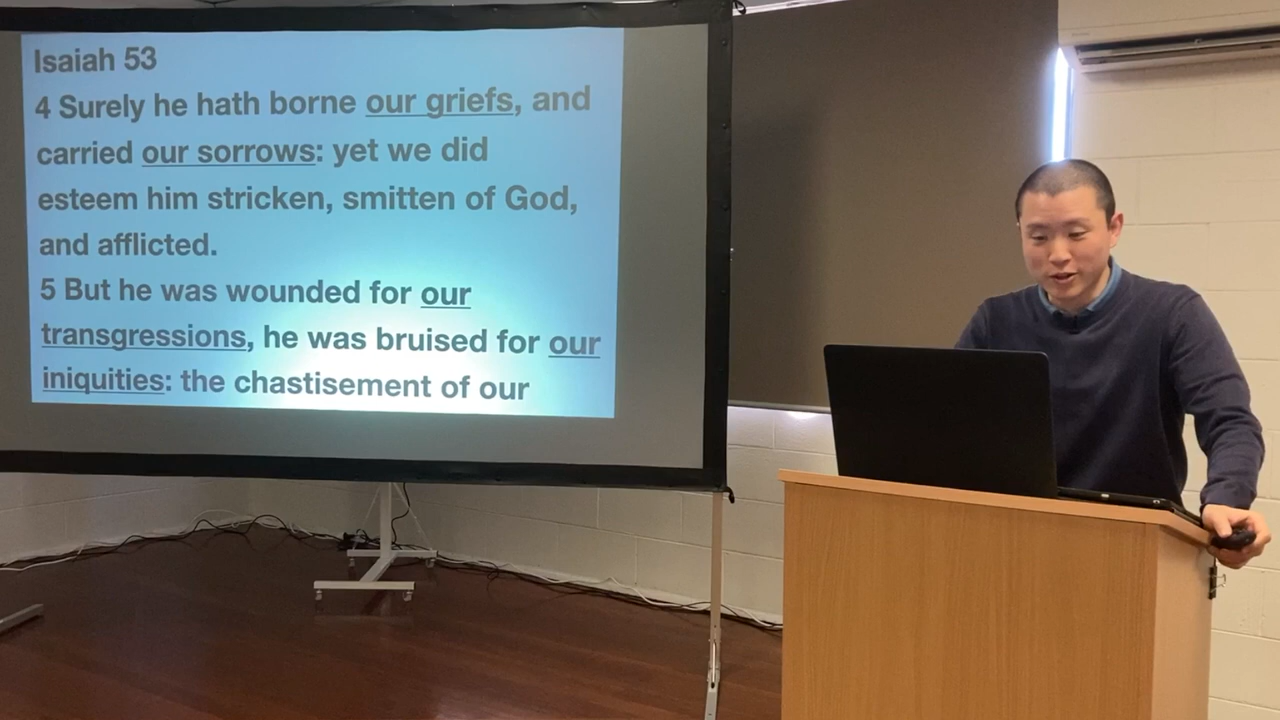 Isaiah 53
4 Surely he hath borne our griefs, and
carried our sorrows: yet we did
esteem him stricken, smitten of God,
and afflicted.
5 But he was wounded for our
transgressions, he was bruised for our
iniquities: the chastisement of our